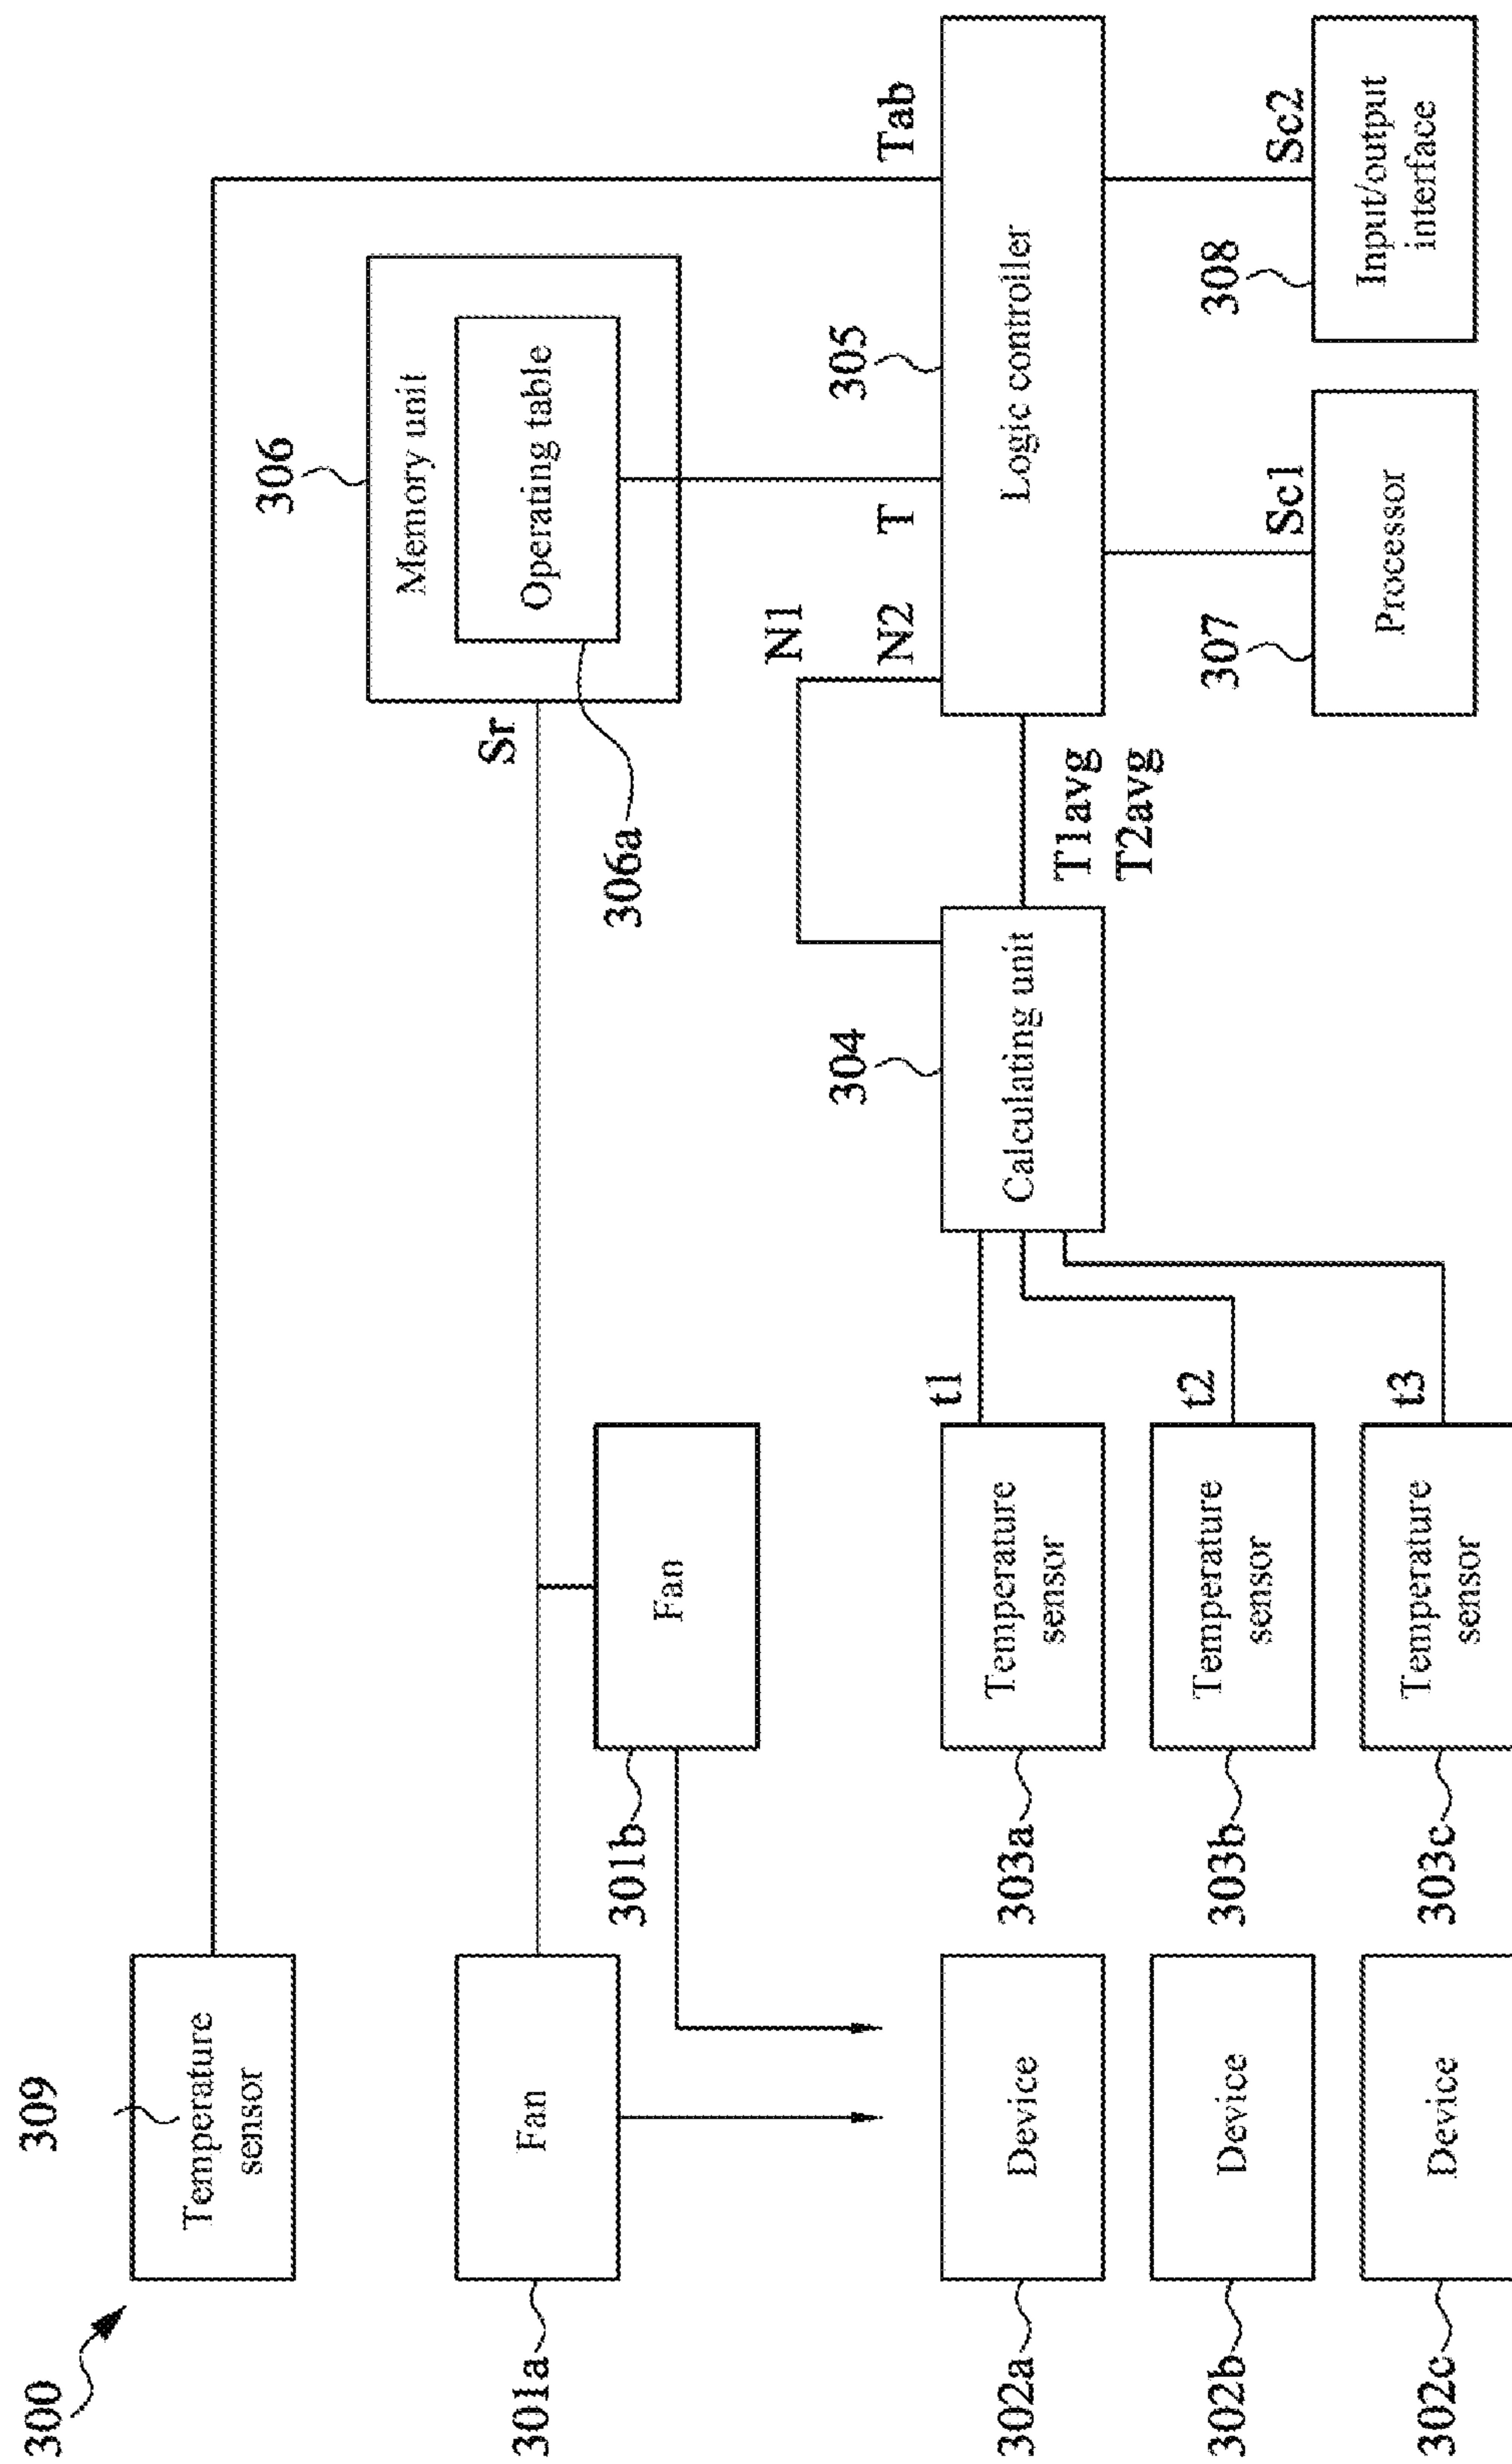 300
309
Temperature
sensor
301a
Fan
301b
Fan
Sr
306
Memory unit
Operating table
306a
302a
Device
302b
Device
302c
Device
303a
Temperature
sensor
t1
303b
Temperature
sensor
t2
303c
Temperature
sensor
t3
304
Calculating unit
N1
N2
T
Tab
T1avg
T2avg
305
Logic controller
307
Processor
Sc1
308
Input/output
interface
Sc2